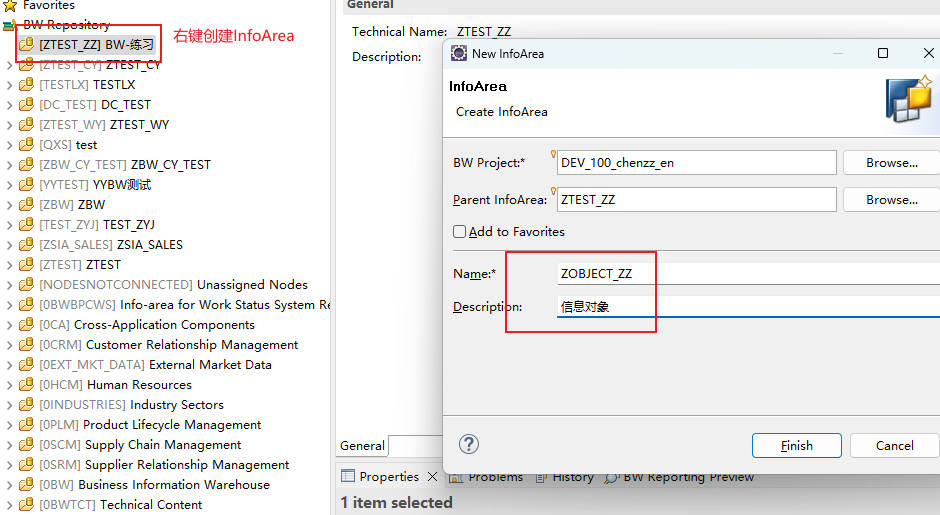 Favorites
BW Repository
[ZTEST_ZZ] BW-练习
右键创建InfoArea
[ZTEST_CY] ZTEST_CY
[TESTLX] TESTLX
[DC_TEST] DC_TEST
[ZTEST_WY] ZTEST_WY
[QXS] test
[ZBW_CY_TEST] ZBW_CY_TEST
[YYTEST] YYBW测试
[ZBW] ZBW
[TEST_ZYJ] TEST_ZYJ
[ZSIA_SALES] ZSIA_SALES
[ZTEST] ZTEST
[NODESNOTCONNECTED] Unassigned Nodes
[0BWBPCWS] Info-area for Work Status System Re
[0CA] Cross-Application Components
[0CRM] Customer Relationship Management
[0EXT_MKT_DATA] External Market Data
[0HCM] Human Resources
[0INDUSTRIES] Industry Sectors
[0PLM] Product Lifecycle Management
[0SCM] Supply Chain Management
[0SRM] Supplier Relationship Management
[0BW] Business Information Warehouse
[0BWTCT] Technical Content
General
Technical Name: ZTEST_ZZ
Description:
New InfoArea
InfoArea
Create InfoArea
BW Project:* DEV_100_chenzz_en Browse...
Parent InfoArea: ZTEST_ZZ Browse...
Add to Favorites
Name:* ZOBJECT_ZZ
Description: 信息对象
? Finish Cancel
General
Properties Problems History BW Reporting Preview
1 item selected